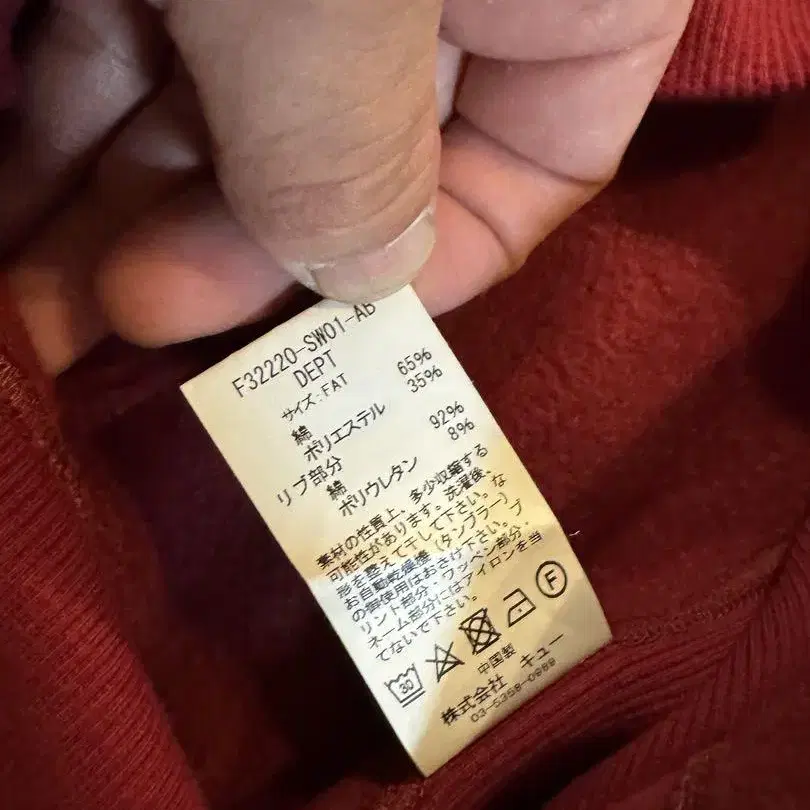 F32220-SW01-AB
DEPT
サイズ:FAT
綿 65%
ポリエステル 35%
リブ部分
綿 92%
ポリウレタン 8%
素材の性質上、多少収縮する
可能性があります。洗濯後、
形を整えて干して下さい。な
お自動乾燥機(タンブラー)
の御使用はおさけ下さい。プ
リント部分・ワッペン部分・
ネーム部分にはアイロンを当
てないで下さい。
30
F
中国製
株式会社 キュー
03-5358-0989